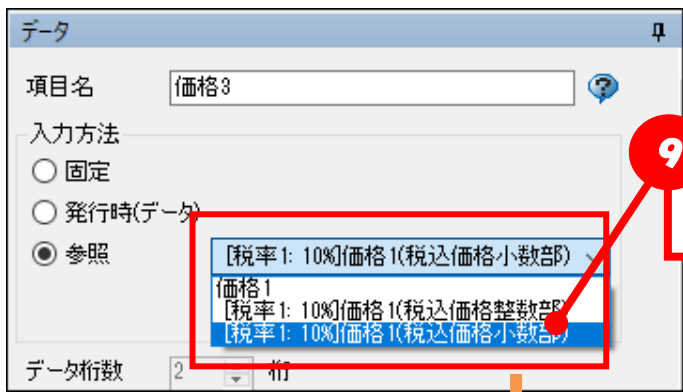 データ
項目名 価格3
入力方法
固定
発行時(データ)
9
参照 [税率1: 10%]価格1(税込価格小数部)
価格1
[税率1: 10%]価格1(税込価格整数部)
[税率1: 10%]価格1(税込価格小数部)
データ桁数 2 桁